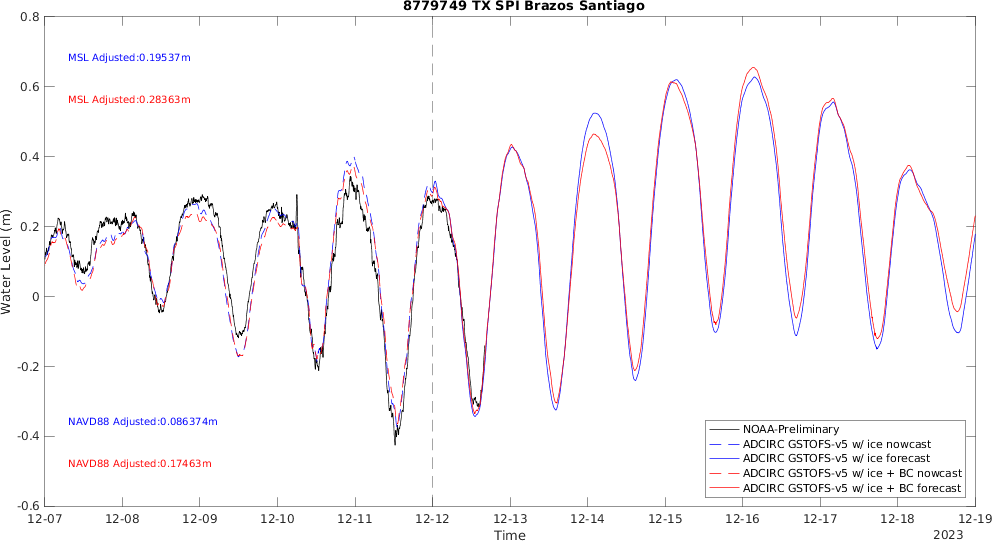 8779749 TX SPI Brazos Santiago
0.8
0.6
0.4
0.2
0
-0.2
-0.4
-0.6
Water Level (m)
MSL Adjusted:0.19537m
MSL Adjusted:0.28363m
NAVD88 Adjusted:0.086374m
NAVD88 Adjusted:0.17463m
NOAA-Preliminary
ADCIRC GSTOFS-v5 w/ ice nowcast
ADCIRC GSTOFS-v5 w/ ice forecast
ADCIRC GSTOFS-v5 w/ ice + BC nowcast
ADCIRC GSTOFS-v5 w/ ice + BC forecast
12-07 12-08 12-09 12-10 12-11 12-12 12-13 12-14 12-15 12-16 12-17 12-18 12-19
Time
2023